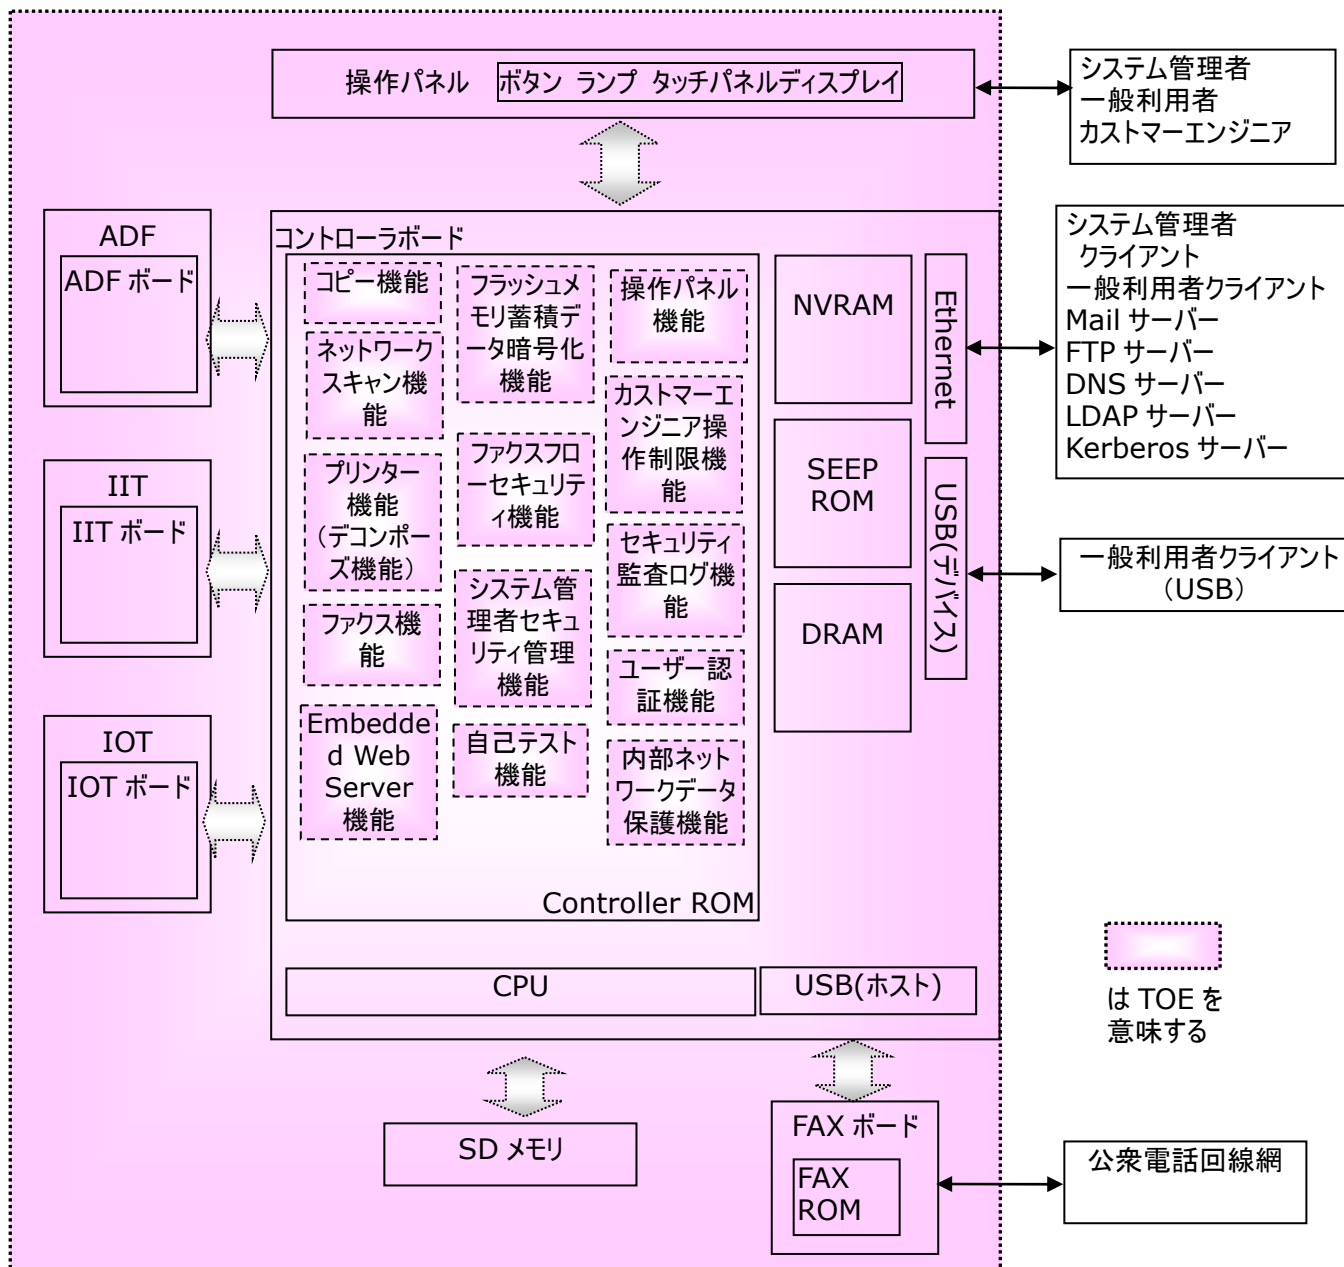 操作パネル ボタン ランプ タッチパネルディスプレイ
システム管理者
一般利用者
カストマーエンジニア
ADF
ADF ボード
IIT
IIT ボード
IOT
IOT ボード
コントローラボード
コピー機能
ネットワーク
スキャン機
能
プリンター
機能
(デコンポー
ズ機能)
ファクス機
能
Embedde
d Web
Server
機能
フラッシュメ
モリ蓄積デ
ータ暗号化
機能
ファクスフロ
ーセキュリテ
ィ機能
システム管
理者セキュ
リティ管理
機能
自己テスト
機能
操作パネル
機能
カストマーエ
ンジニア操
作制限機
能
セキュリティ
監査ログ機
能
ユーザー認
証機能
内部ネット
ワークデータ
保護機能
Controller ROM
NVRAM
SEEP
ROM
DRAM
Ethernet
USB(デバイス)
CPU
USB(ホスト)
システム管理者
クライアント
一般利用者クライアント
Mail サーバー
FTP サーバー
DNS サーバー
LDAP サーバー
Kerberos サーバー
一般利用者クライアント
(USB)
は TOE を
意味する
SD メモリ
FAX ボード
FAX
ROM
公衆電話回線網